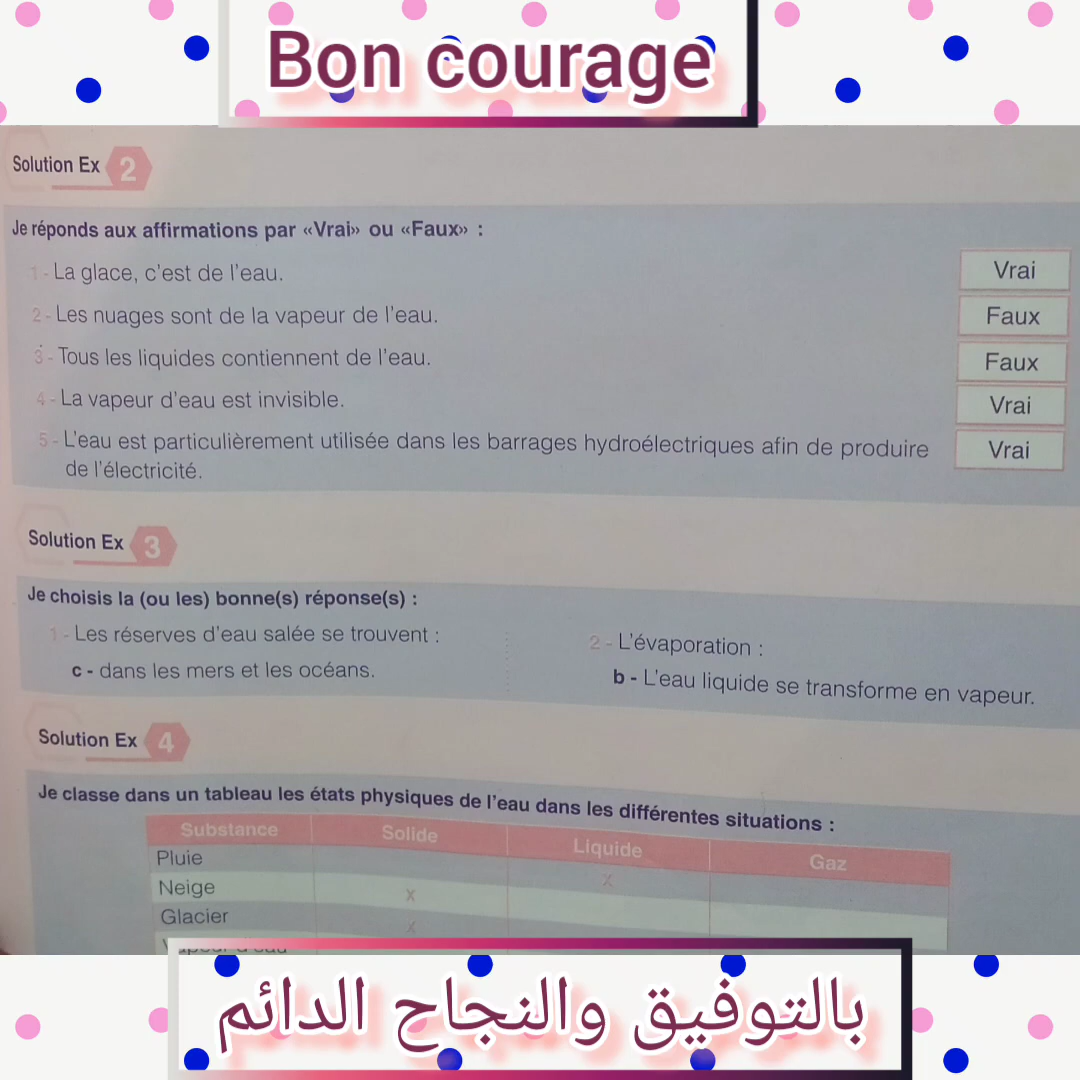 Bon courage
Solution Ex 2
Je réponds aux affirmations par «Vrai» ou «Faux» :
1 - La glace, c'est de l'eau. Vrai
2 - Les nuages sont de la vapeur de l'eau. Faux
3 - Tous les liquides contiennent de l'eau. Faux
4 - La vapeur d'eau est invisible. Vrai
5 - L'eau est particulièrement utilisée dans les barrages hydroélectriques afin de produire Vrai
de l'électricité.
Solution Ex 3
Je choisis la (ou les) bonne(s) réponse(s) :
1 - Les réserves d'eau salée se trouvent :
c - dans les mers et les océans.
2 - L'évaporation :
b - L'eau liquide se transforme en vapeur.
Solution Ex 4
Je classe dans un tableau les états physiques de l'eau dans les différentes situations :
Substance Solide Liquide Gaz
Pluie X
Neige X
Glacier X
بالتوفيق والنجاح الدائم